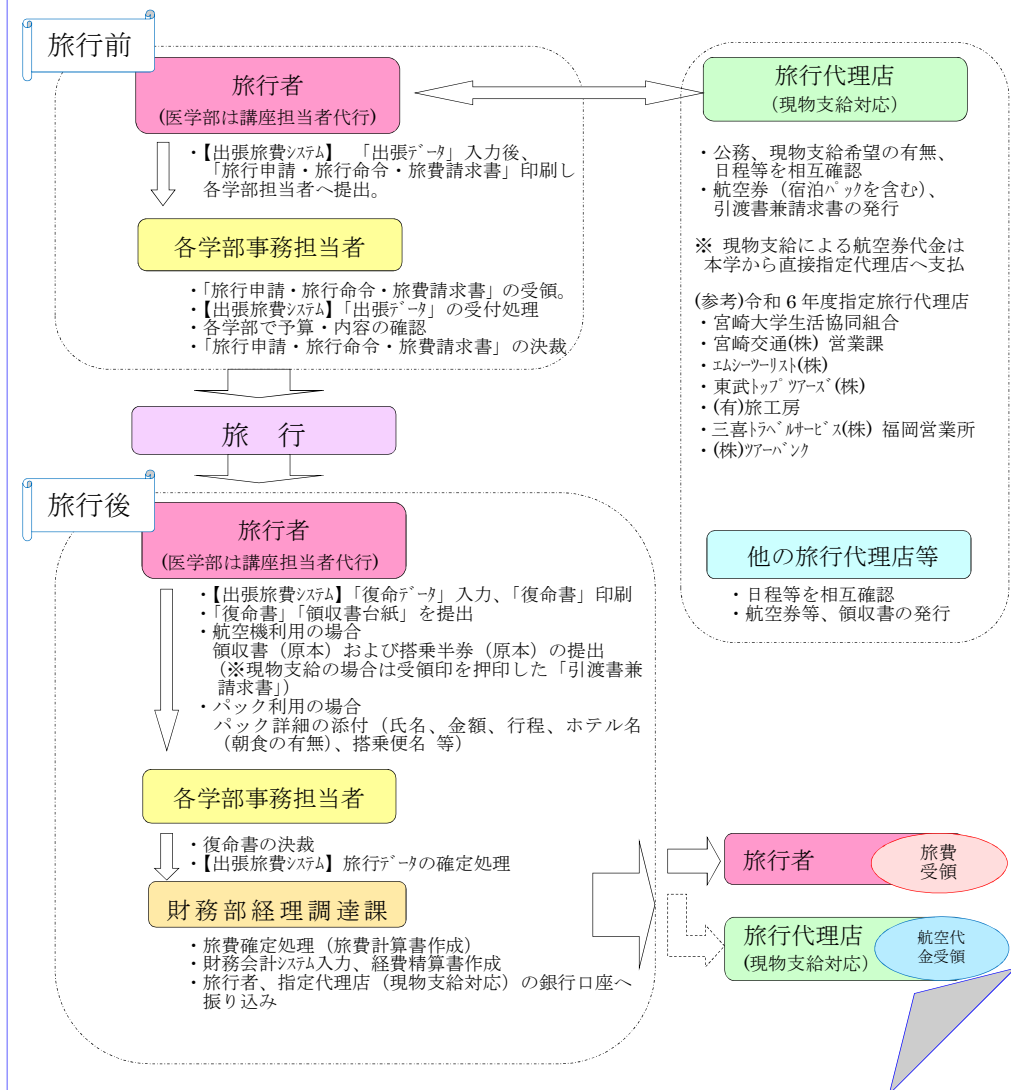 旅行前
旅行者
(医学部は講座担当者代行)
・【出張旅費ｼｽﾃﾑ】 「出張ﾃﾞｰﾀ」入力後、
「旅行申請・旅行命令・旅費請求書」印刷し
各学部担当者へ提出。
各学部事務担当者
・「旅行申請・旅行命令・旅費請求書」の受領。
・【出張旅費ｼｽﾃﾑ】「出張ﾃﾞｰﾀ」の受付処理
・各学部で予算・内容の確認
・「旅行申請・旅行命令・旅費請求書」の決裁
旅行代理店
(現物支給対応)
・公務、現物支給希望の有無、
日程等を相互確認
・航空券（宿泊ﾊﾟｯｸを含む）、
引渡書兼請求書の発行
※ 現物支給による航空券代金は
本学から直接指定代理店へ支払
(参考)令和 6 年度指定旅行代理店
・宮崎大学生活協同組合
・宮崎交通(株) 営業課
・ｴﾑｼｰﾂｰﾘｽﾄ(株)
・東武ﾄｯﾌﾟﾂｱｰｽﾞ(株)
・(有)旅工房
・三喜ﾄﾗﾍﾞﾙｻｰﾋﾞｽ(株) 福岡営業所
・(株)ﾂｱｰﾊﾞﾝｸ
他の旅行代理店等
・日程等を相互確認
・航空券等、領収書の発行
旅 行
旅行後
旅行者
(医学部は講座担当者代行)
・【出張旅費ｼｽﾃﾑ】「復命ﾃﾞｰﾀ」入力、「復命書」印刷
・「復命書」「領収書台紙」を提出
・航空機利用の場合
領収書（原本）および搭乗半券（原本）の提出
（※現物支給の場合は受領印を押印した「引渡書兼
請求書」）
・パック利用の場合
パック詳細の添付（氏名、金額、行程、ホテル名
（朝食の有無）、搭乗便名 等）
各学部事務担当者
・復命書の決裁
・【出張旅費ｼｽﾃﾑ】旅行ﾃﾞｰﾀの確定処理
財務部経理調達課
・旅費確定処理（旅費計算書作成）
・財務会計ｼｽﾃﾑ入力、経費精算書作成
・旅行者、指定代理店（現物支給対応）の銀行口座へ
振り込み
旅行者
旅費
受領
旅行代理店
(現物支給対応)
航空代
金受領